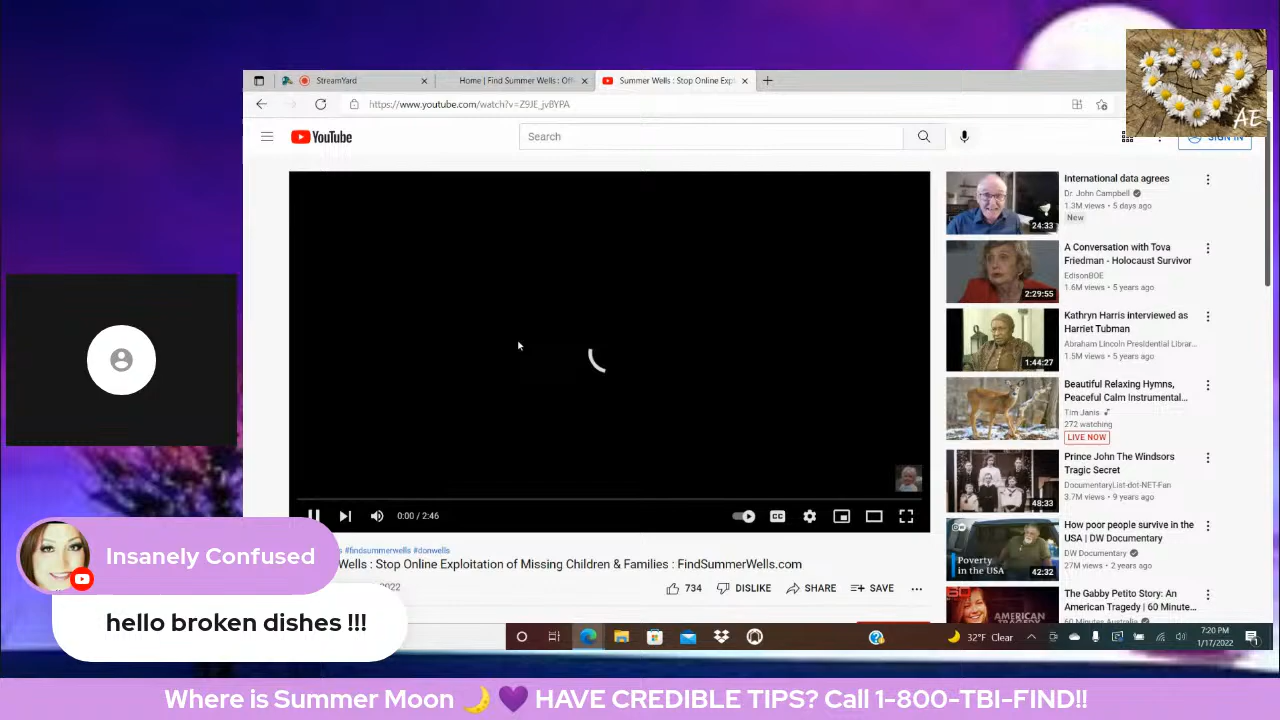 StreamYard
Home | Find Summer Wells : Offi
Summer Wells : Stop Online Expl
https://www.youtube.com/watch?v=Z9JE_jvBYPA
AE
YouTube
Search
SIGN IN
International data agrees
Dr. John Campbell
1.3M views • 5 days ago
New
24:33
A Conversation with Tova
Friedman - Holocaust Survivor
EdisonBOE
1.6M views • 5 years ago
2:29:55
Kathryn Harris interviewed as
Harriet Tubman
Abraham Lincoln Presidential Librar...
1.5M views • 5 years ago
1:44:27
Beautiful Relaxing Hymns,
Peaceful Calm Instrumental...
Tim Janis
272 watching
LIVE NOW
Prince John The Windsors
Tragic Secret
DocumentaryList-dot-NET-Fan
3.7M views • 9 years ago
48:33
How poor people survive in the
USA | DW Documentary
DW Documentary
27M views • 2 years ago
Poverty
in the USA
42:32
The Gabby Petito Story: An
American Tragedy | 60 Minute...
60 Minutes Australia
60
AMERICAN
0:00 / 2:46
CC
#findsummerwells #donwells
Wells : Stop Online Exploitation of Missing Children & Families : FindSummerWells.com
2022
734
DISLIKE
SHARE
SAVE
Insanely Confused
hello broken dishes !!!
32°F Clear
7:20 PM
1/17/2022
Where is Summer Moon 🌙 💜 HAVE CREDIBLE TIPS? Call 1-800-TBI-FIND!!